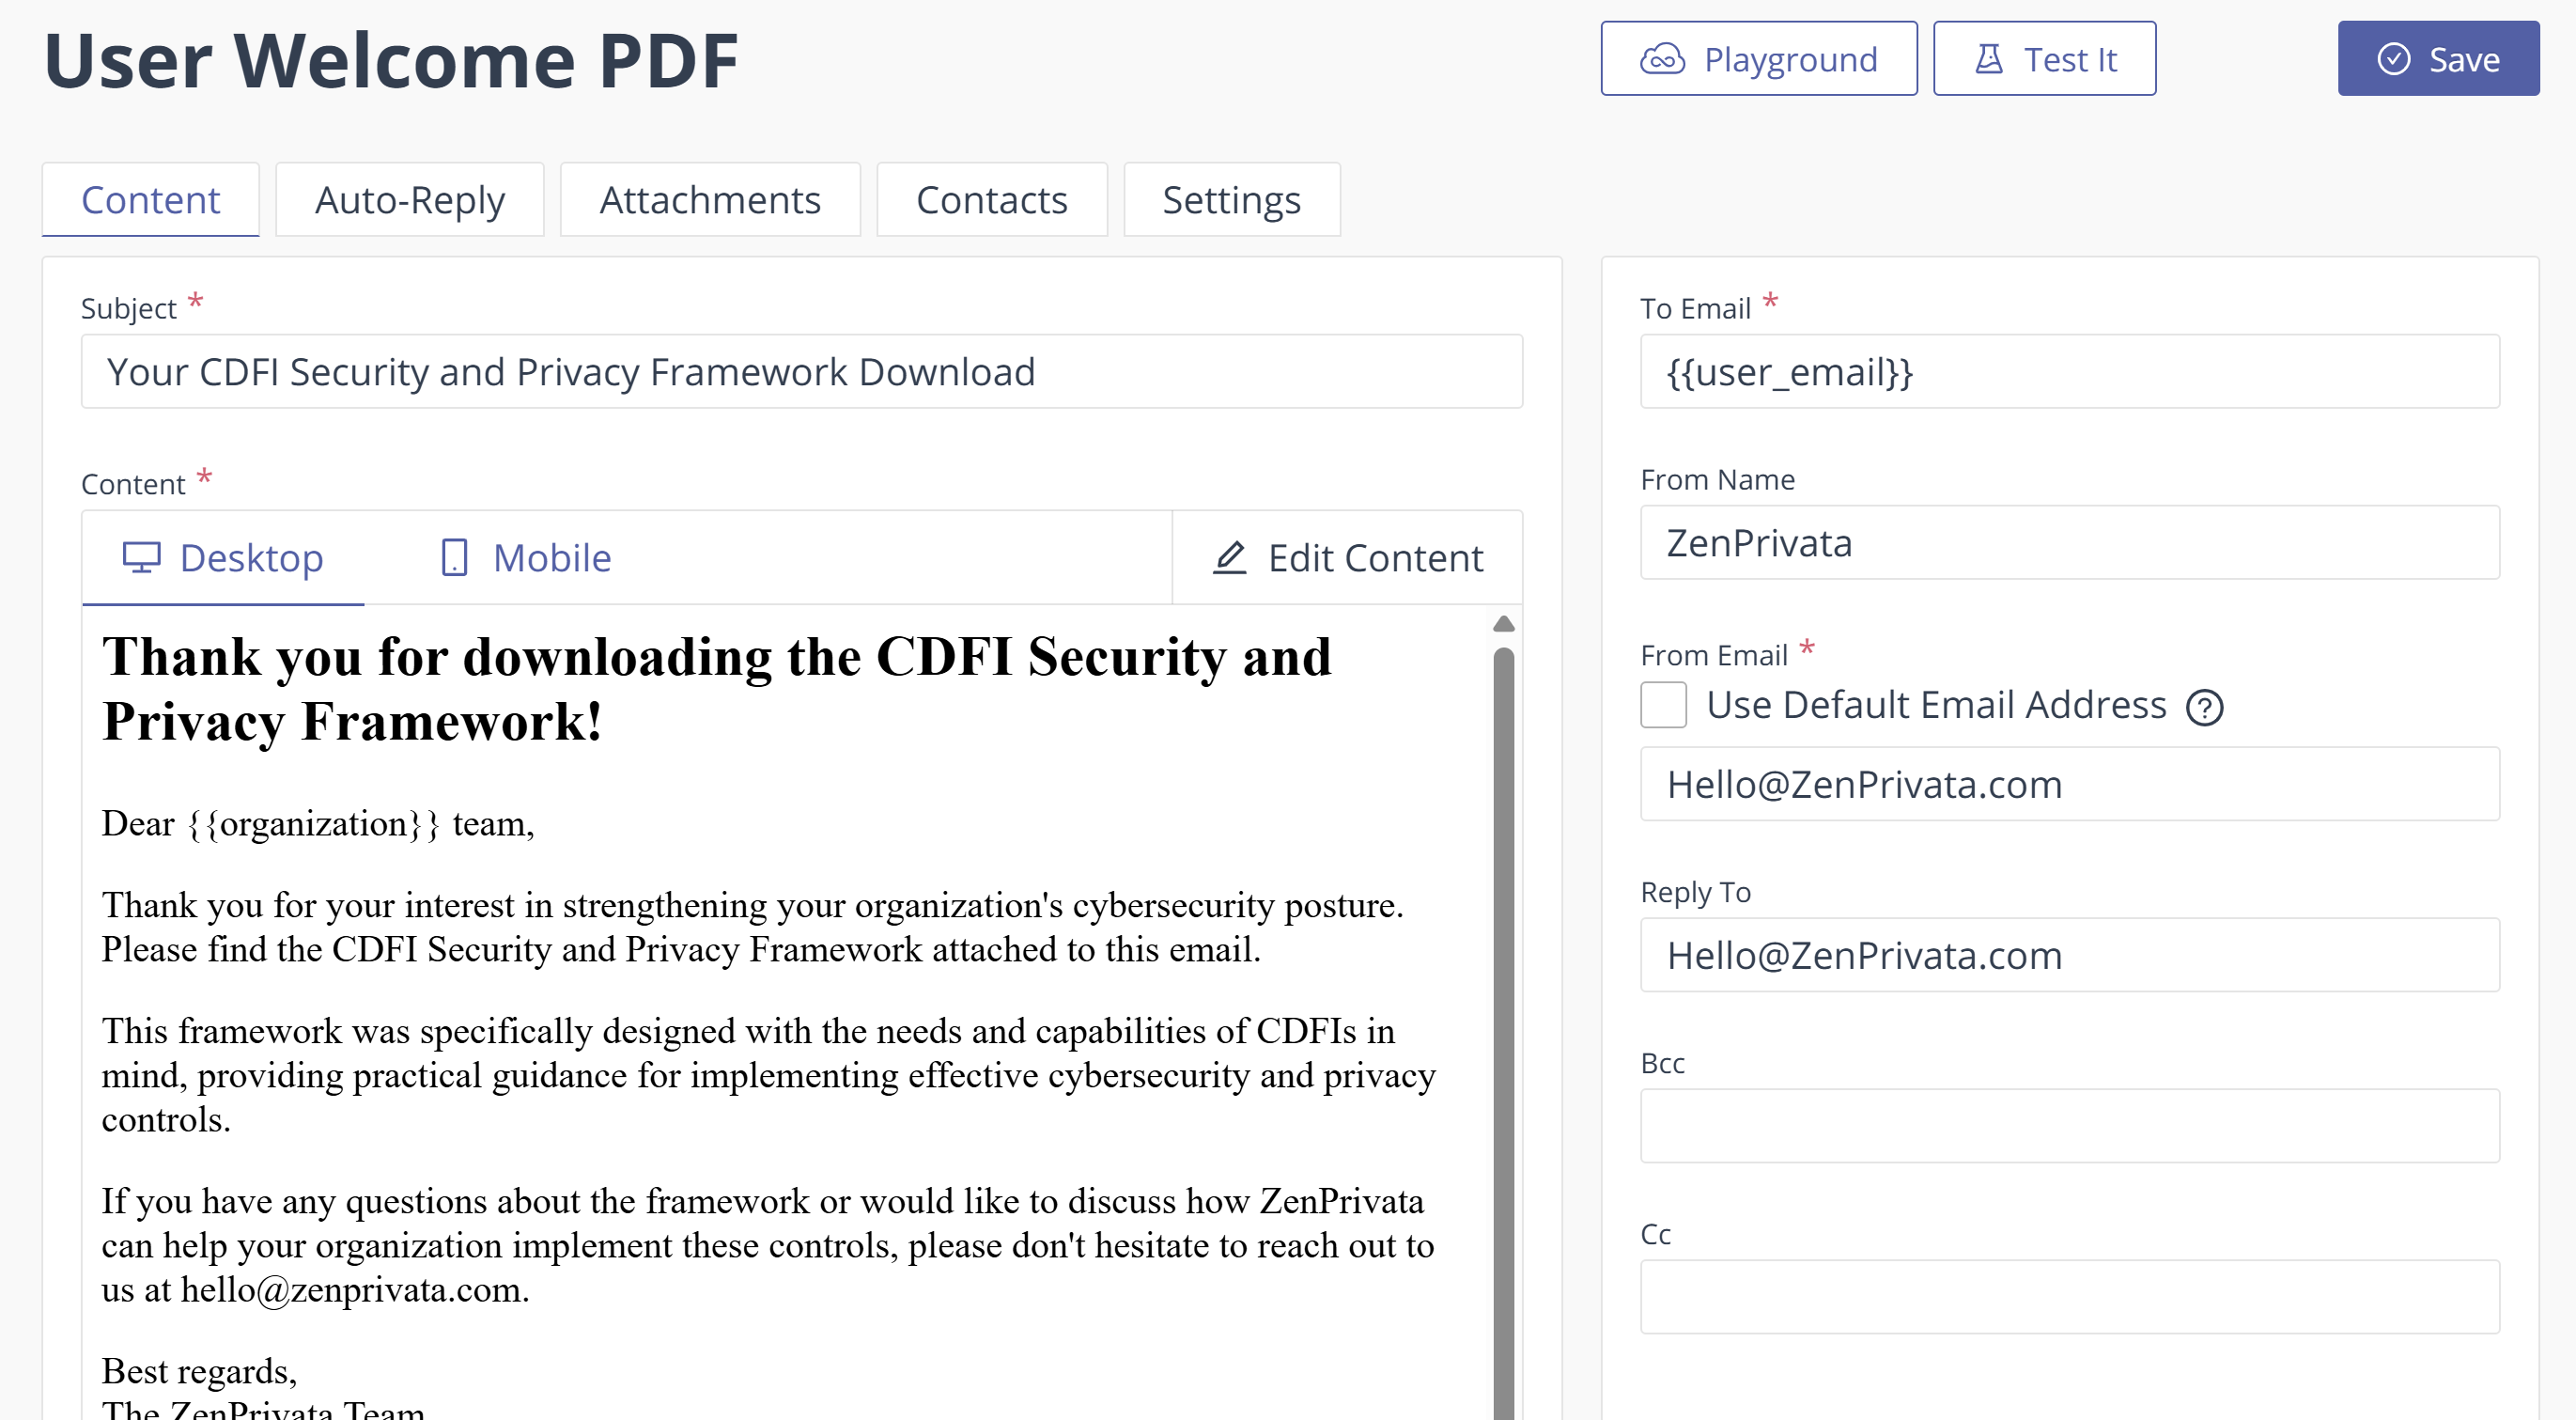 User Welcome PDF
Playground
Test It
Save
Content
Auto-Reply
Attachments
Contacts
Settings
Subject *
Your CDFI Security and Privacy Framework Download
Content *
Desktop
Mobile
Edit Content
Thank you for downloading the CDFI Security and
Privacy Framework!
Dear {{organization}} team,
Thank you for your interest in strengthening your organization's cybersecurity posture.
Please find the CDFI Security and Privacy Framework attached to this email.
This framework was specifically designed with the needs and capabilities of CDFIs in
mind, providing practical guidance for implementing effective cybersecurity and privacy
controls.
If you have any questions about the framework or would like to discuss how ZenPrivata
can help your organization implement these controls, please don't hesitate to reach out to
us at hello@zenprivata.com.
Best regards,
The ZenPrivata Team
To Email *
{{user_email}}
From Name
ZenPrivata
From Email *
Use Default Email Address ?
Hello@ZenPrivata.com
Reply To
Hello@ZenPrivata.com
Bcc
Cc